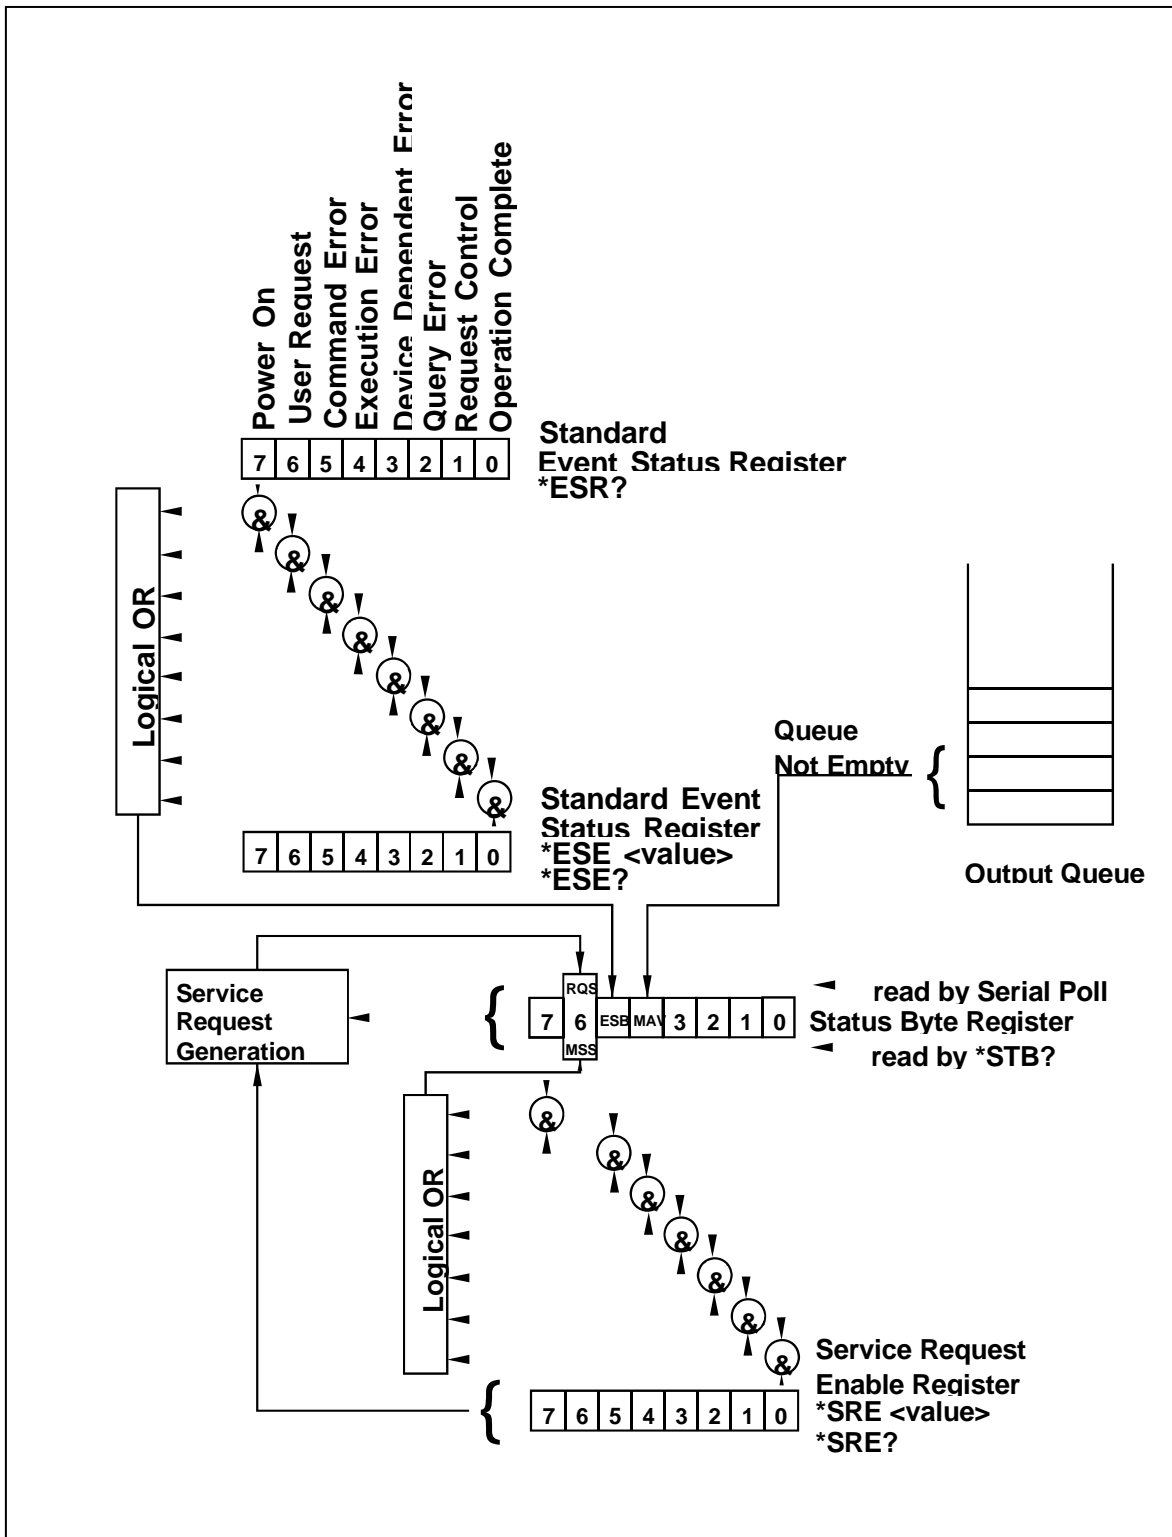 Power On
User Request
Command Error
Execution Error
Device Dependent Error
Query Error
Request Control
Operation Complete
7 6 5 4 3 2 1 0
Standard
Event Status Register
*ESR?
&
&
&
&
&
&
&
&
Logical OR
Queue
Not Empty
{
Output Queue
Standard Event
Status Register
*ESE <value>
*ESE?
7 6 5 4 3 2 1 0
Service
Request
Generation
{
RQS
7 6 ESB MAV 3 2 1 0
MSS
read by Serial Poll
Status Byte Register
read by *STB?
&
&
&
&
&
&
&
Logical OR
Service Request
Enable Register
*SRE <value>
*SRE?
{
7 6 5 4 3 2 1 0